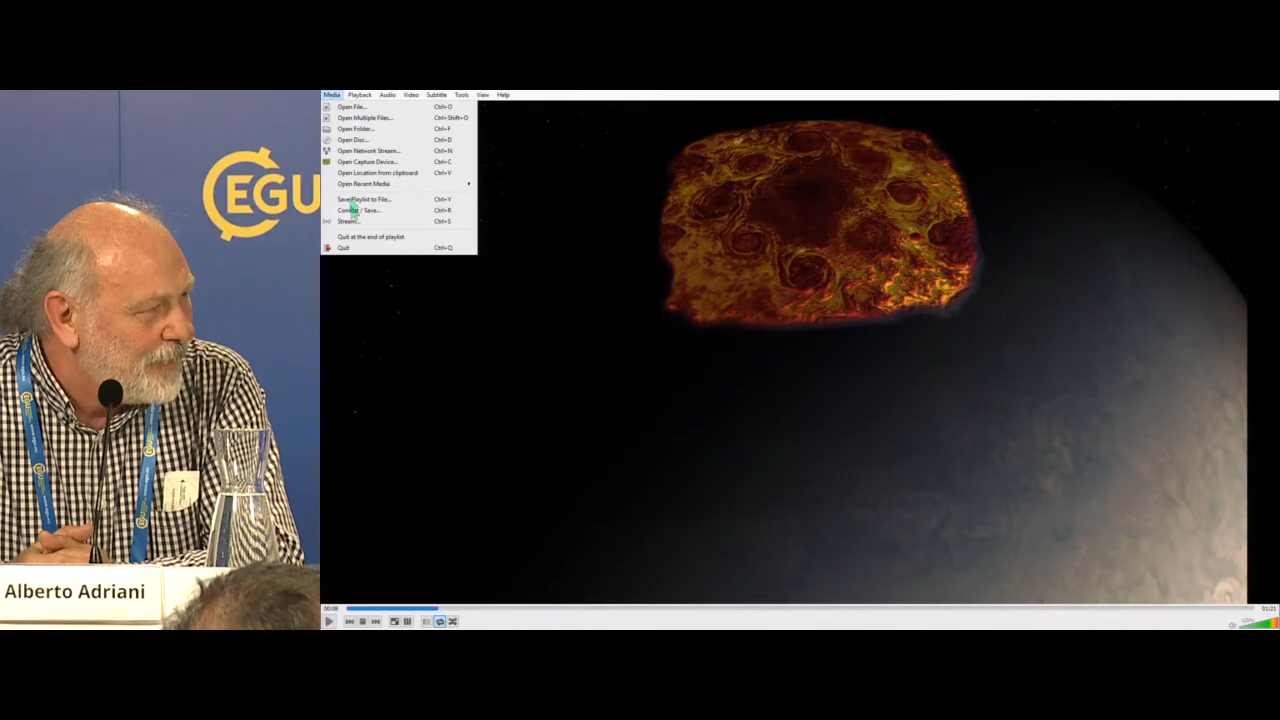 Media Playback Audio Video Subtitle Tools View Help
Open File... Ctrl+O
Open Multiple Files... Ctrl+Shift+O
Open Folder... Ctrl+F
Open Disc... Ctrl+D
Open Network Stream... Ctrl+N
Open Capture Device... Ctrl+C
Open Location from clipboard Ctrl+V
Open Recent Media
Save Playlist to File... Ctrl+Y
/ Save... Ctrl+R
Stream... Ctrl+S
Quit at the end of playlist
Quit Ctrl+Q
EGU
Alberto Adriani
00:08 01:21